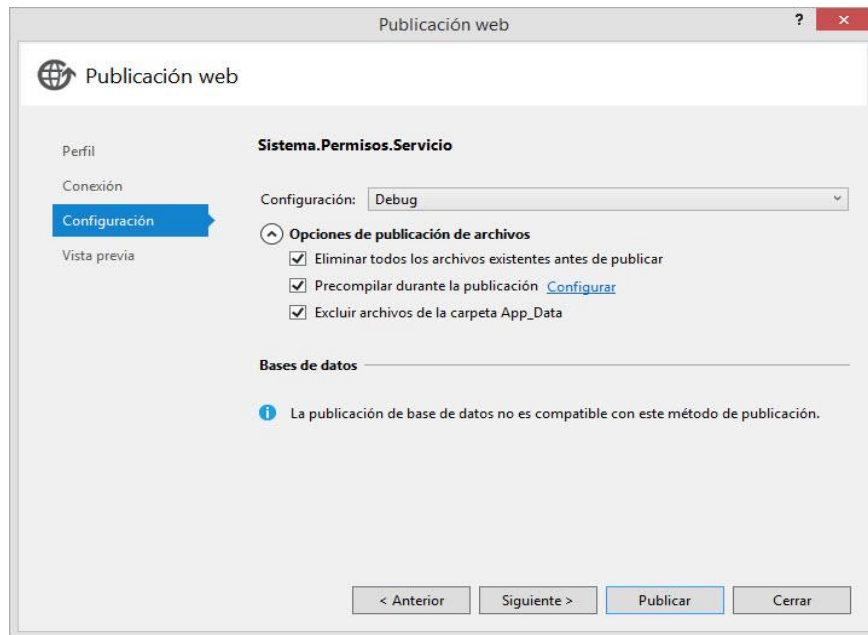 Publicación web
?
Publicación web
Perfil
Conexión
Configuración
Vista previa
Sistema.Permisos.Servicio
Configuración: Debug
Opciones de publicación de archivos
Eliminar todos los archivos existentes antes de publicar
Precompilar durante la publicación Configurar
Excluir archivos de la carpeta App_Data
Bases de datos
La publicación de base de datos no es compatible con este método de publicación.
< Anterior Siguiente > Publicar Cerrar